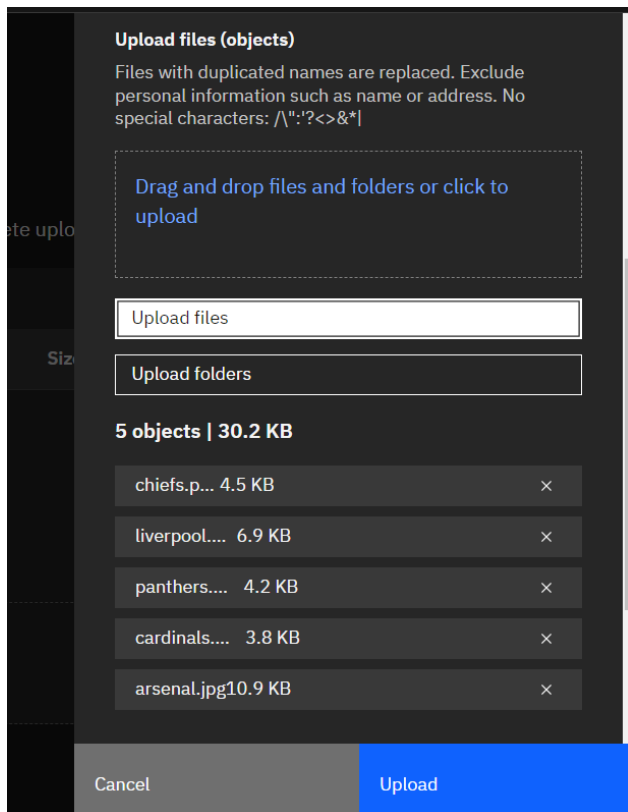 Upload files (objects)
Files with duplicated names are replaced. Exclude
personal information such as name or address. No
special characters: /\":'?<>&*|
Drag and drop files and folders or click to
upload
ete uplo
Upload files
Size
Upload folders
5 objects | 30.2 KB
chiefs.p... 4.5 KB ×
liverpool.... 6.9 KB ×
panthers.... 4.2 KB ×
cardinals.... 3.8 KB ×
arsenal.jpg10.9 KB ×
Cancel
Upload